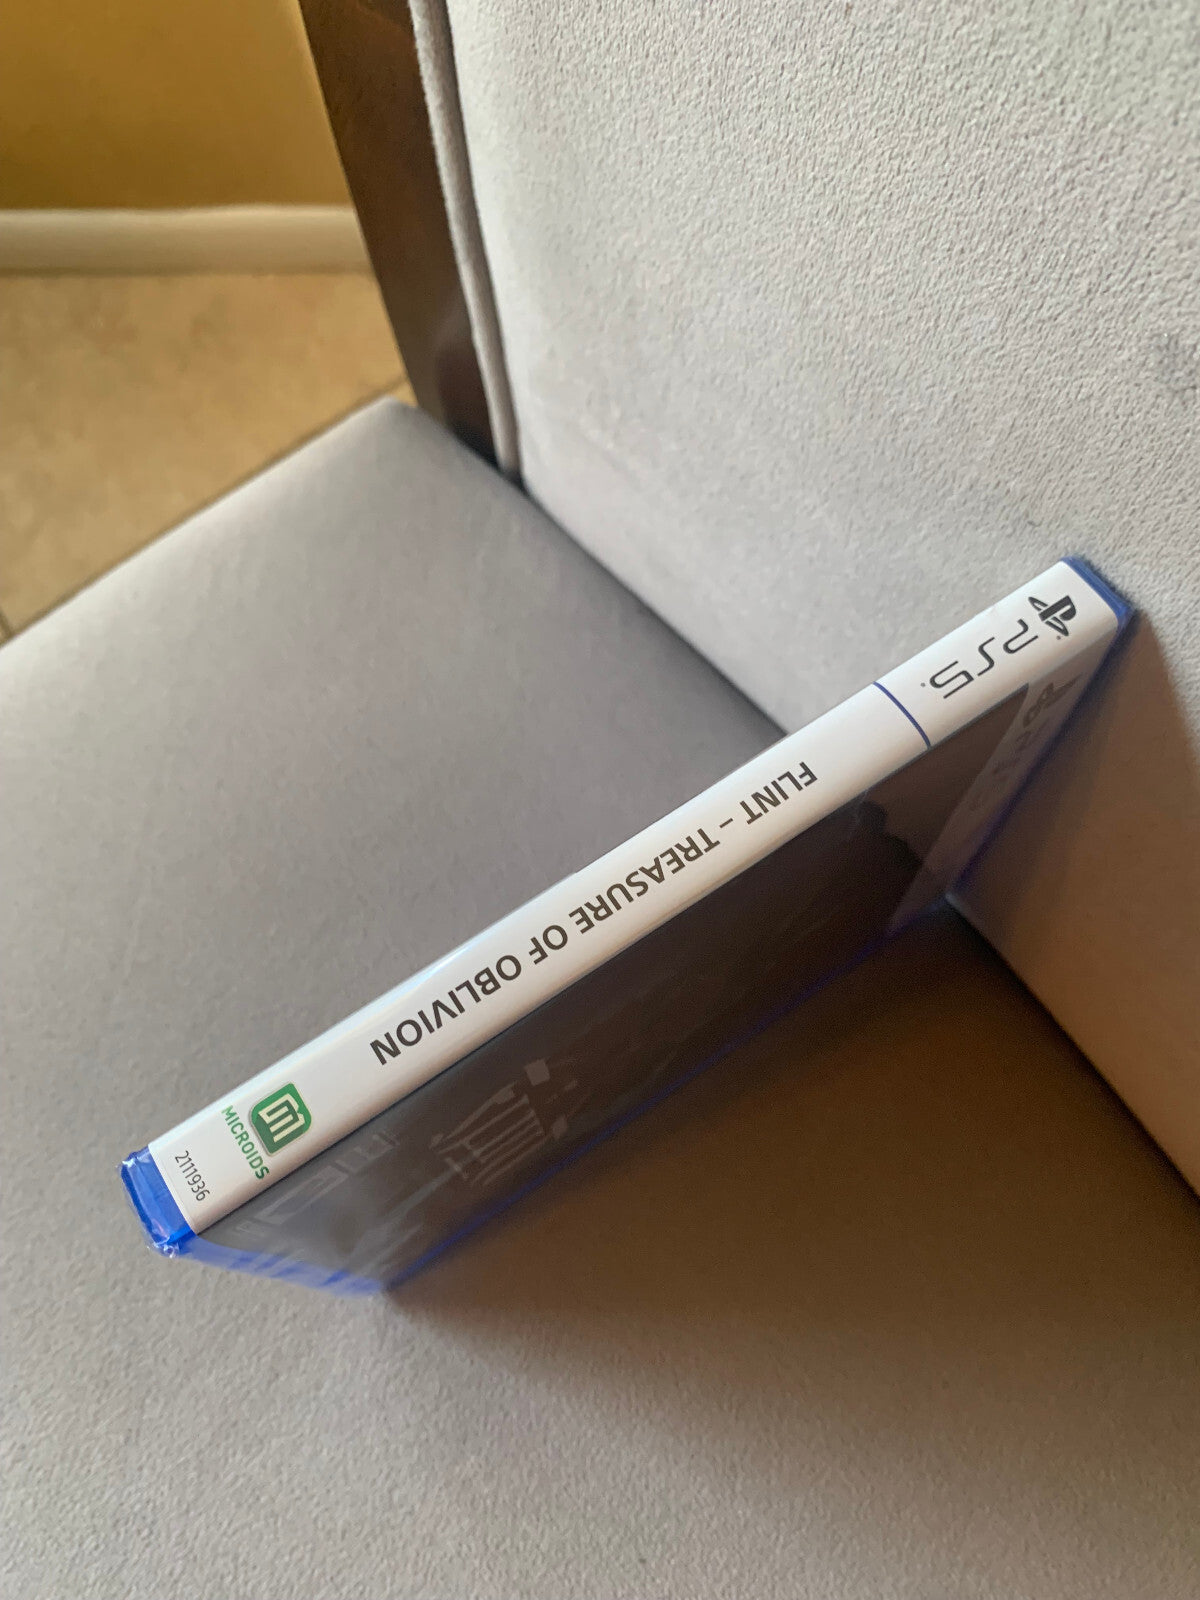 PS5
FLINT – TREASURE OF OBLIVION
MICROIDS
2111936